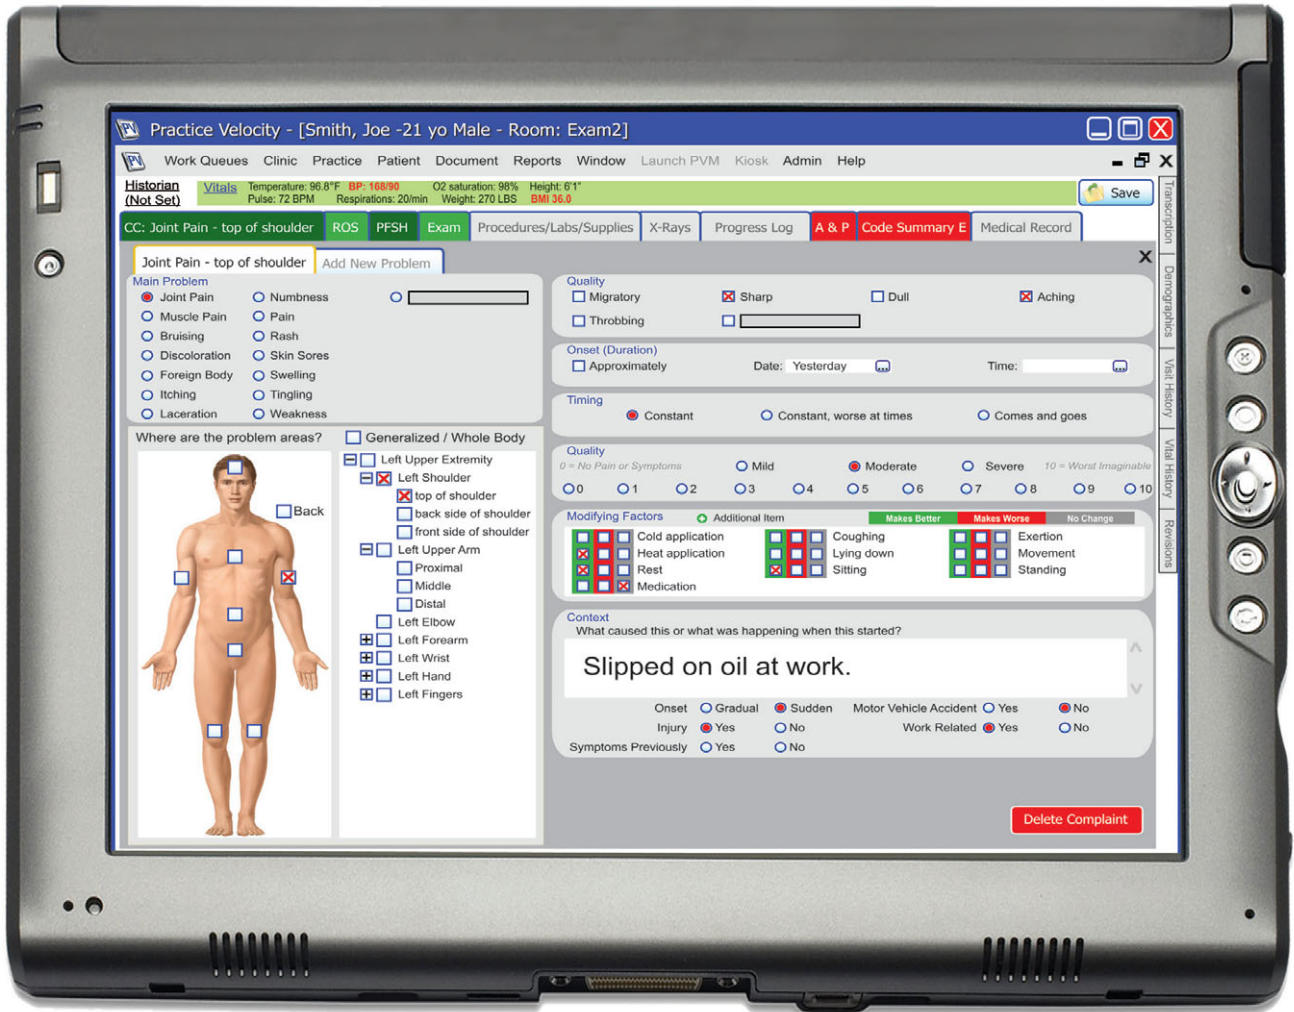 PV Practice Velocity - [Smith, Joe -21 yo Male - Room: Exam2]
PV Work Queues Clinic Practice Patient Document Reports Window Launch PVM Kiosk Admin Help
Historian
(Not Set)
Vitals
Temperature: 96.8°F BP: 168/90 O2 saturation: 98% Height: 6'1"
Pulse: 72 BPM Respirations: 20/min Weight: 270 LBS BMI 36.0
Save
CC: Joint Pain - top of shoulder ROS PFSH Exam Procedures/Labs/Supplies X-Rays Progress Log A & P Code Summary E Medical Record
Joint Pain - top of shoulder Add New Problem
Main Problem
Joint Pain Numbness
Muscle Pain Pain
Bruising Rash
Discoloration Skin Sores
Foreign Body Swelling
Itching Tingling
Laceration Weakness
Where are the problem areas? Generalized / Whole Body
Back
Left Upper Extremity
Left Shoulder
top of shoulder
back side of shoulder
front side of shoulder
Left Upper Arm
Proximal
Middle
Distal
Left Elbow
Left Forearm
Left Wrist
Left Hand
Left Fingers
Quality
Migratory Sharp Dull Aching
Throbbing
Onset (Duration)
Approximately Date: Yesterday ... Time: ...
Timing
Constant Constant, worse at times Comes and goes
Quality
0 = No Pain or Symptoms Mild Moderate Severe 10 = Worst Imaginable
0 1 2 3 4 5 6 7 8 9 10
Modifying Factors Additional Item Makes Better Makes Worse No Change
Cold application Coughing Exertion
Heat application Lying down Movement
Rest Sitting Standing
Medication
Context
What caused this or what was happening when this started?
Slipped on oil at work.
Onset Gradual Sudden Motor Vehicle Accident Yes No
Injury Yes No Work Related Yes No
Symptoms Previously Yes No
Delete Complaint
Transcription
Demographics
Visit History
Vital History
Revisions